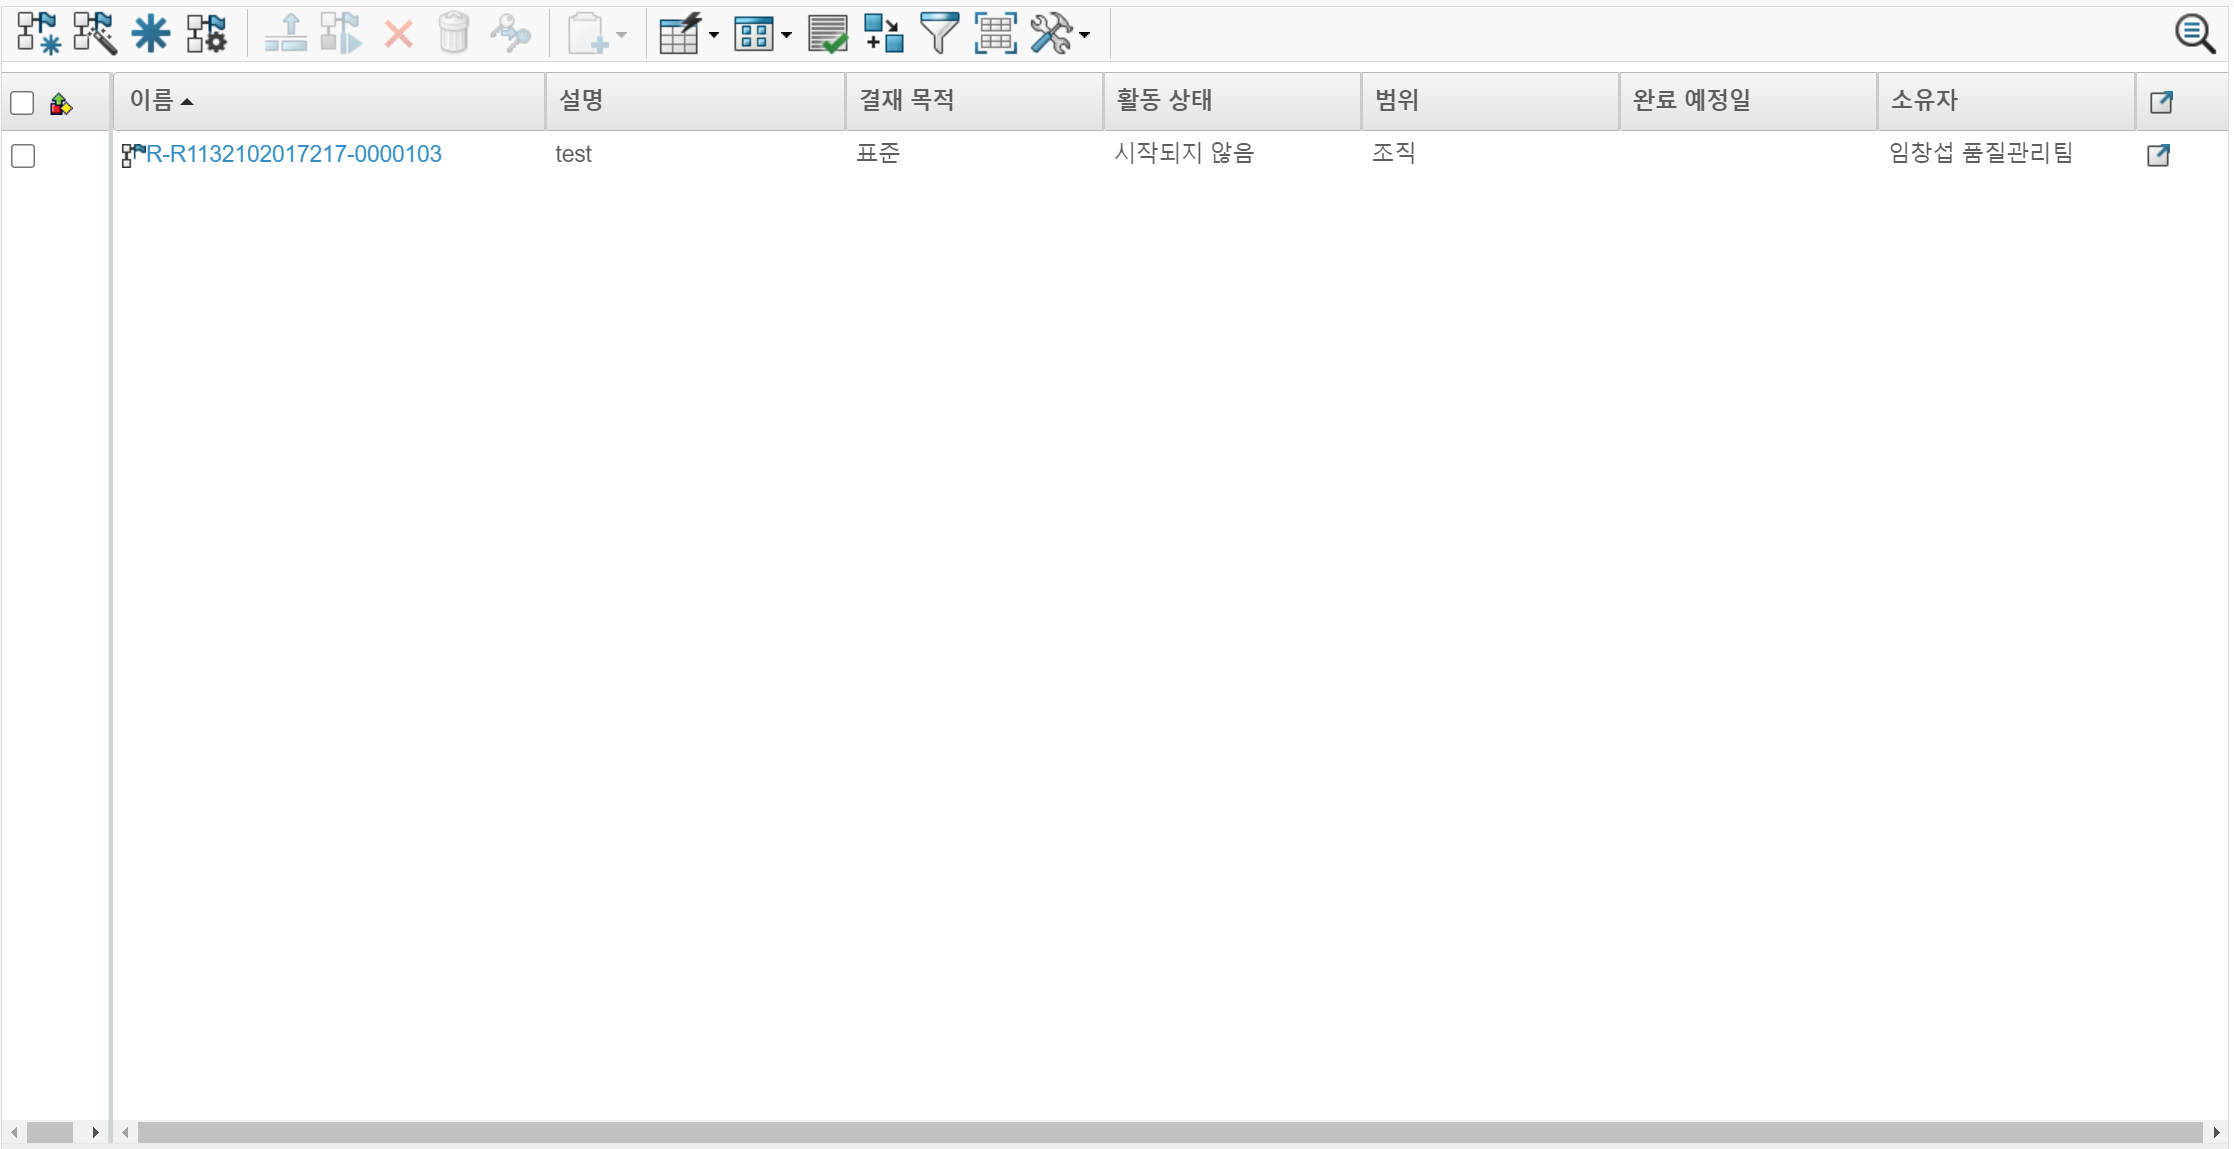 이름 설명 결재 목적 활동 상태 범위 완료 예정일 소유자
R-R1132102017217-0000103 test 표준 시작되지 않음 조직 임창섭 품질관리팀